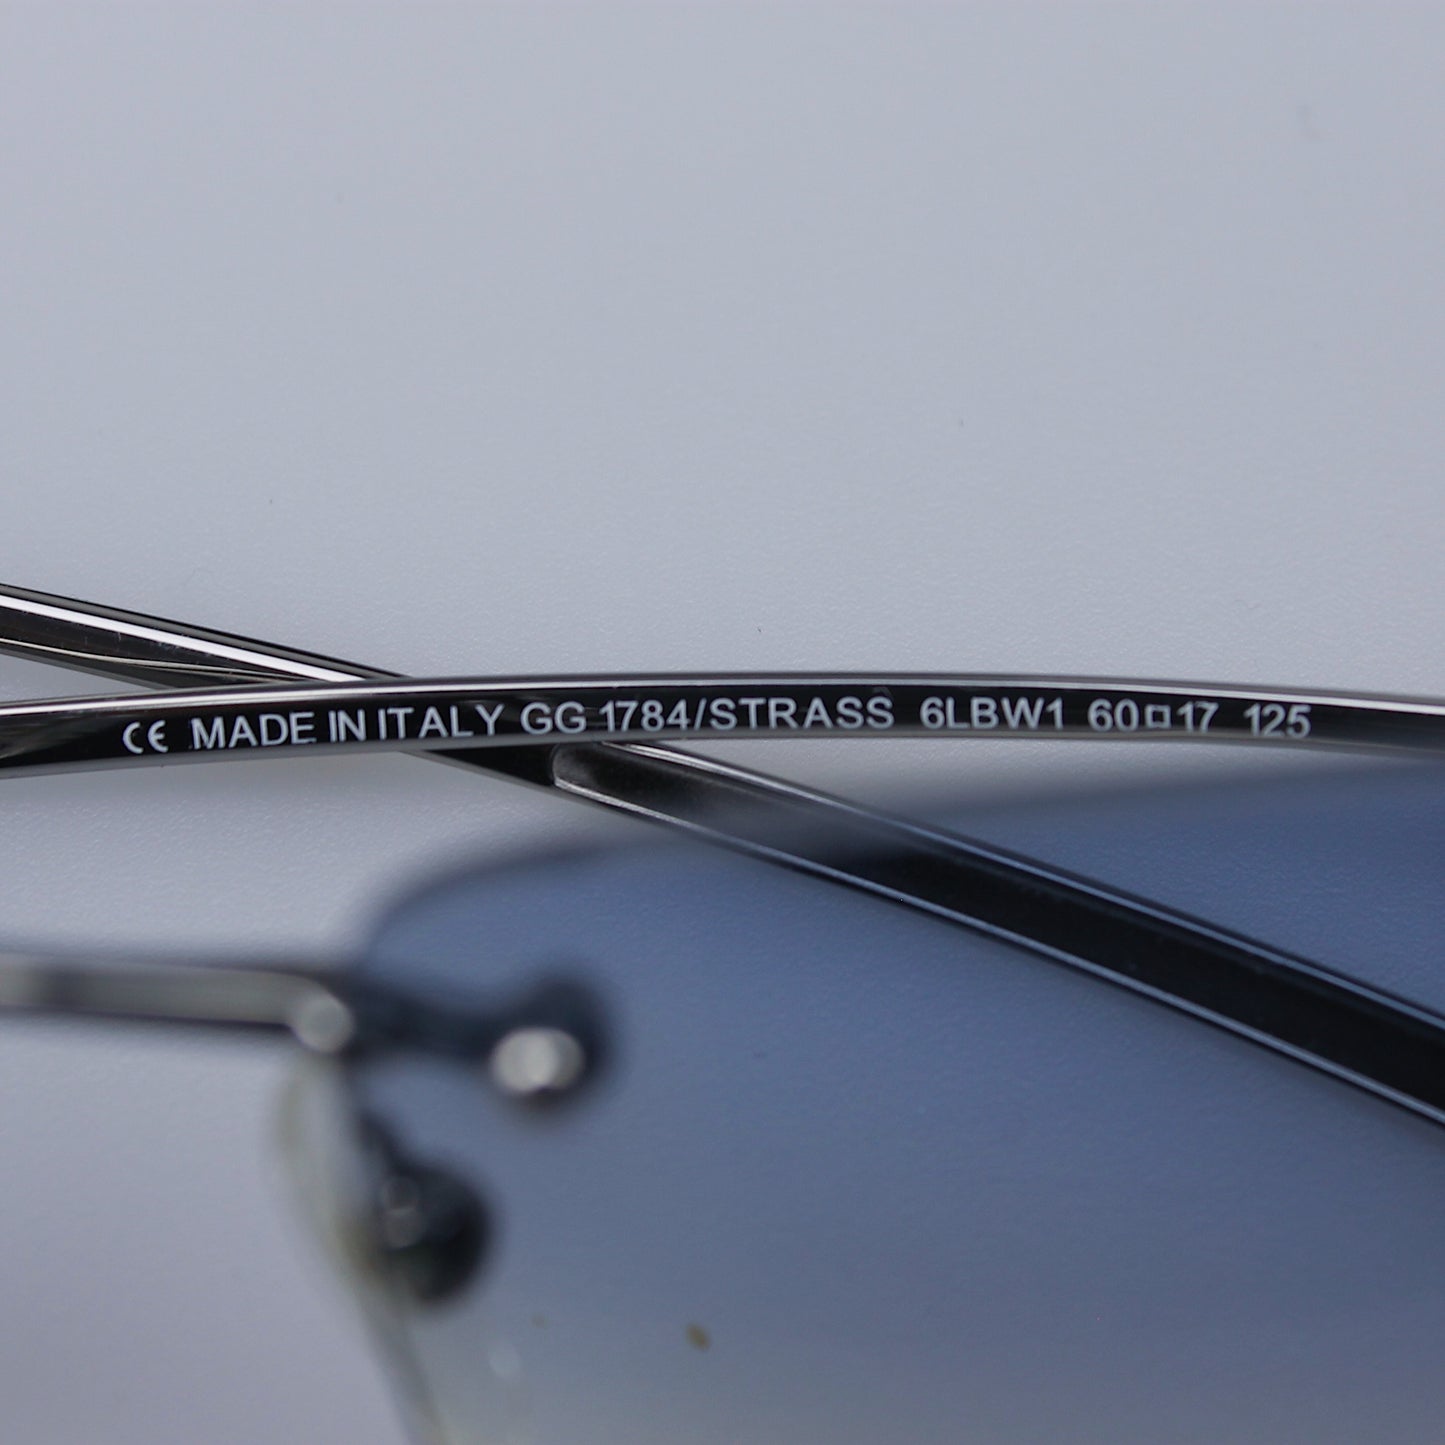 CE MADE IN ITALY GG 1784/STRASS 6LBW1 60□17 125